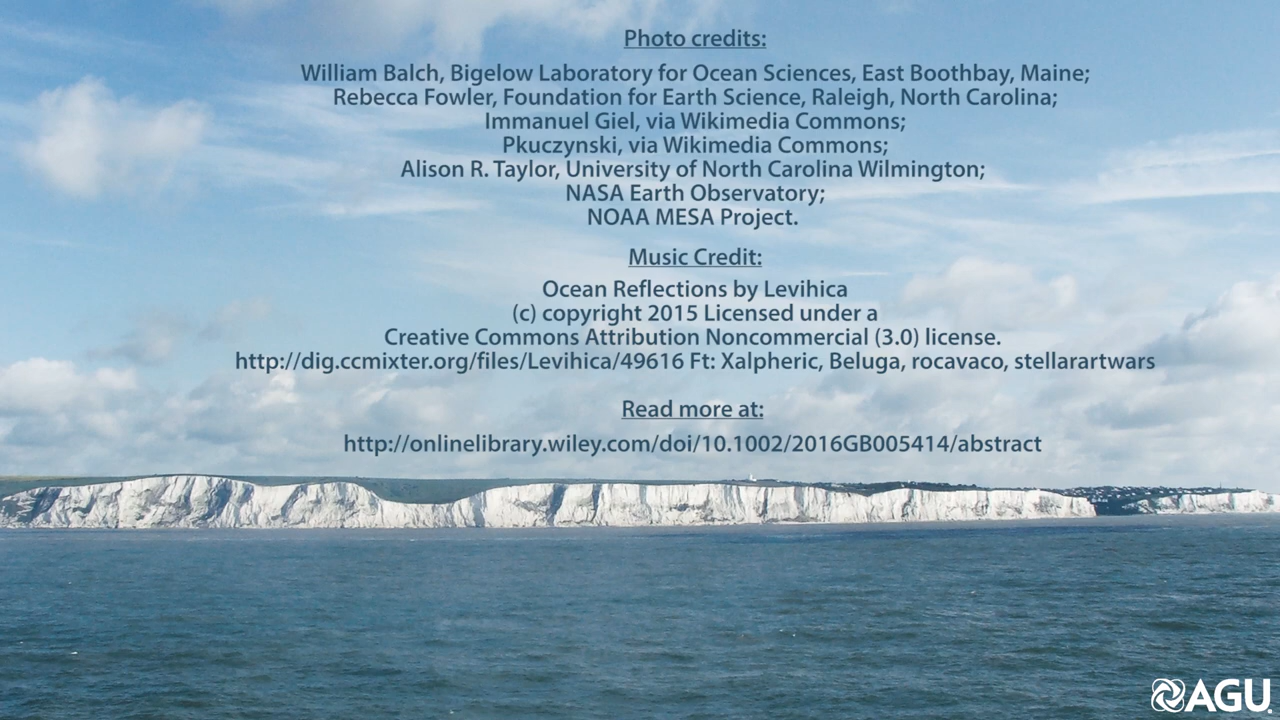 Photo credits:
William Balch, Bigelow Laboratory for Ocean Sciences, East Boothbay, Maine;
Rebecca Fowler, Foundation for Earth Science, Raleigh, North Carolina;
Immanuel Giel, via Wikimedia Commons;
Pkuczynski, via Wikimedia Commons;
Alison R. Taylor, University of North Carolina Wilmington;
NASA Earth Observatory;
NOAA MESA Project.
Music Credit:
Ocean Reflections by Levihica
(c) copyright 2015 Licensed under a
Creative Commons Attribution Noncommercial (3.0) license.
http://dig.ccmixter.org/files/Levihica/49616 Ft: Xalpheric, Beluga, rocavaco, stellarartwars
Read more at:
http://onlinelibrary.wiley.com/doi/10.1002/2016GB005414/abstract
AGU